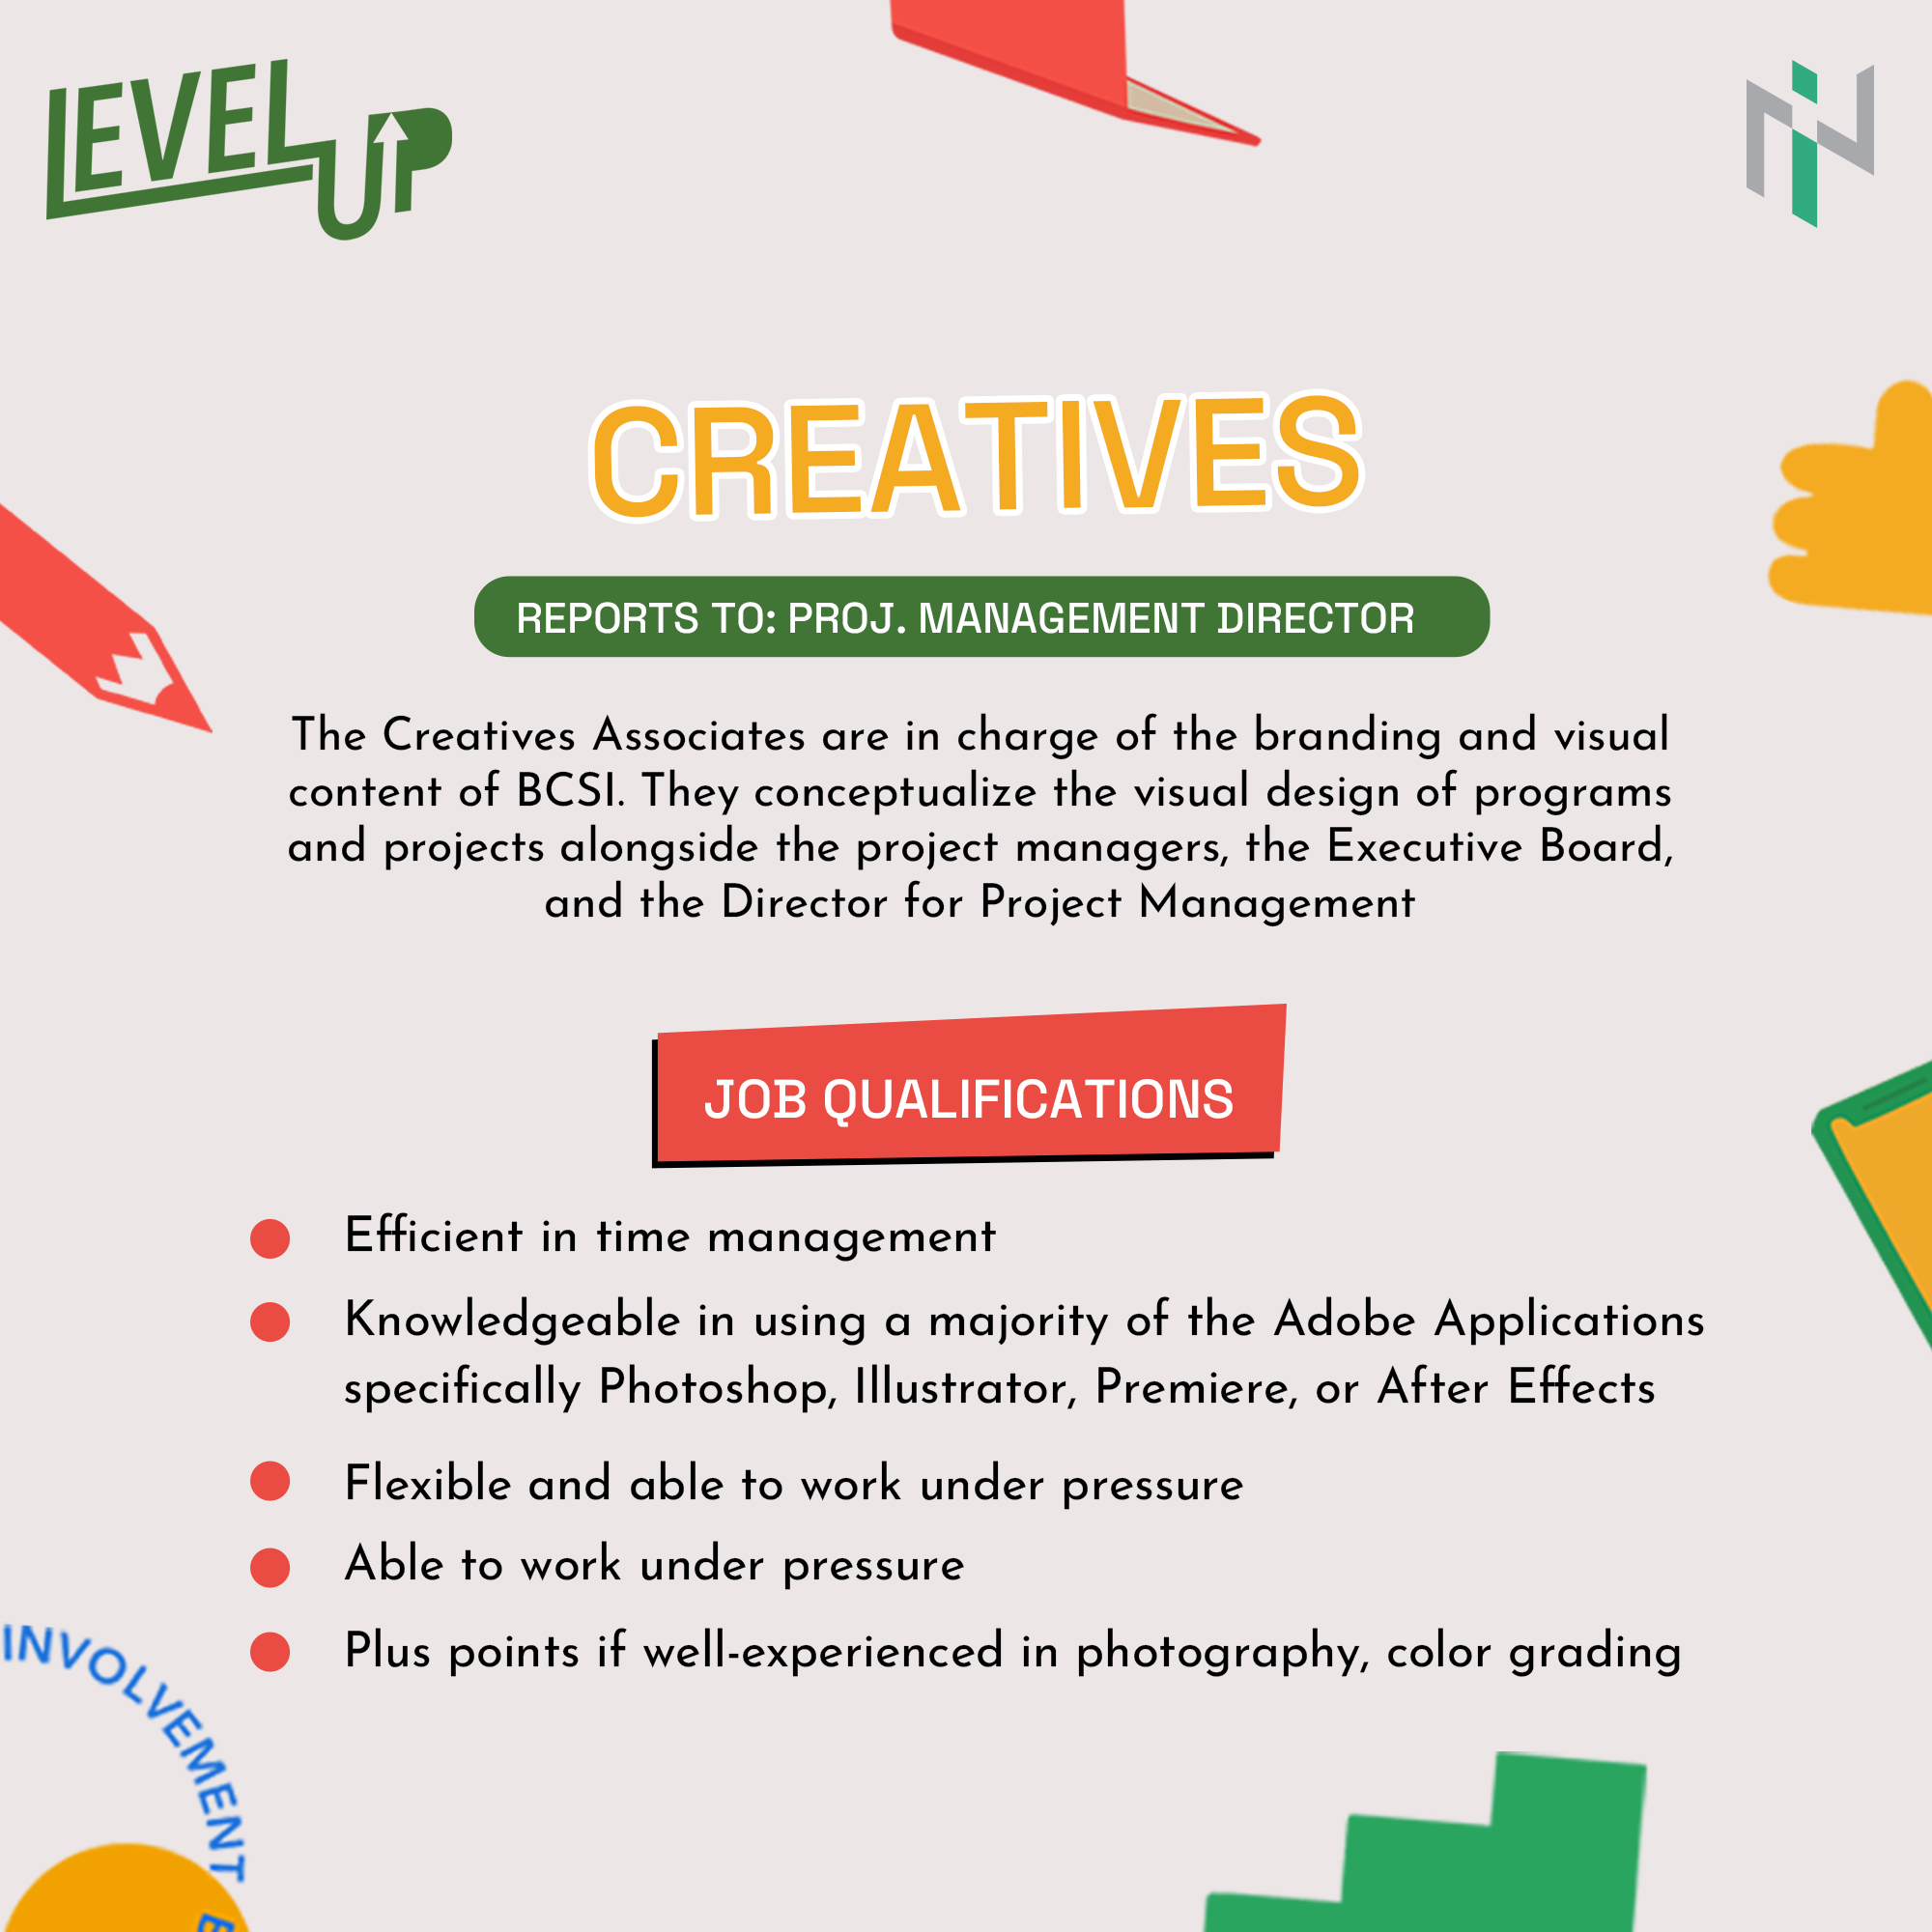 LEVEL
UP
CREATIVES
REPORTS TO: PROJ. MANAGEMENT DIRECTOR
The Creatives Associates are in charge of the branding and visual
content of BCSI. They conceptualize the visual design of programs
and projects alongside the project managers, the Executive Board,
and the Director for Project Management
JOB QUALIFICATIONS
Efficient in time management
Knowledgeable in using a majority of the Adobe Applications
specifically Photoshop, Illustrator, Premiere, or After Effects
Flexible and able to work under pressure
Able to work under pressure
Plus points if well-experienced in photography, color grading
INVOLVEMENT